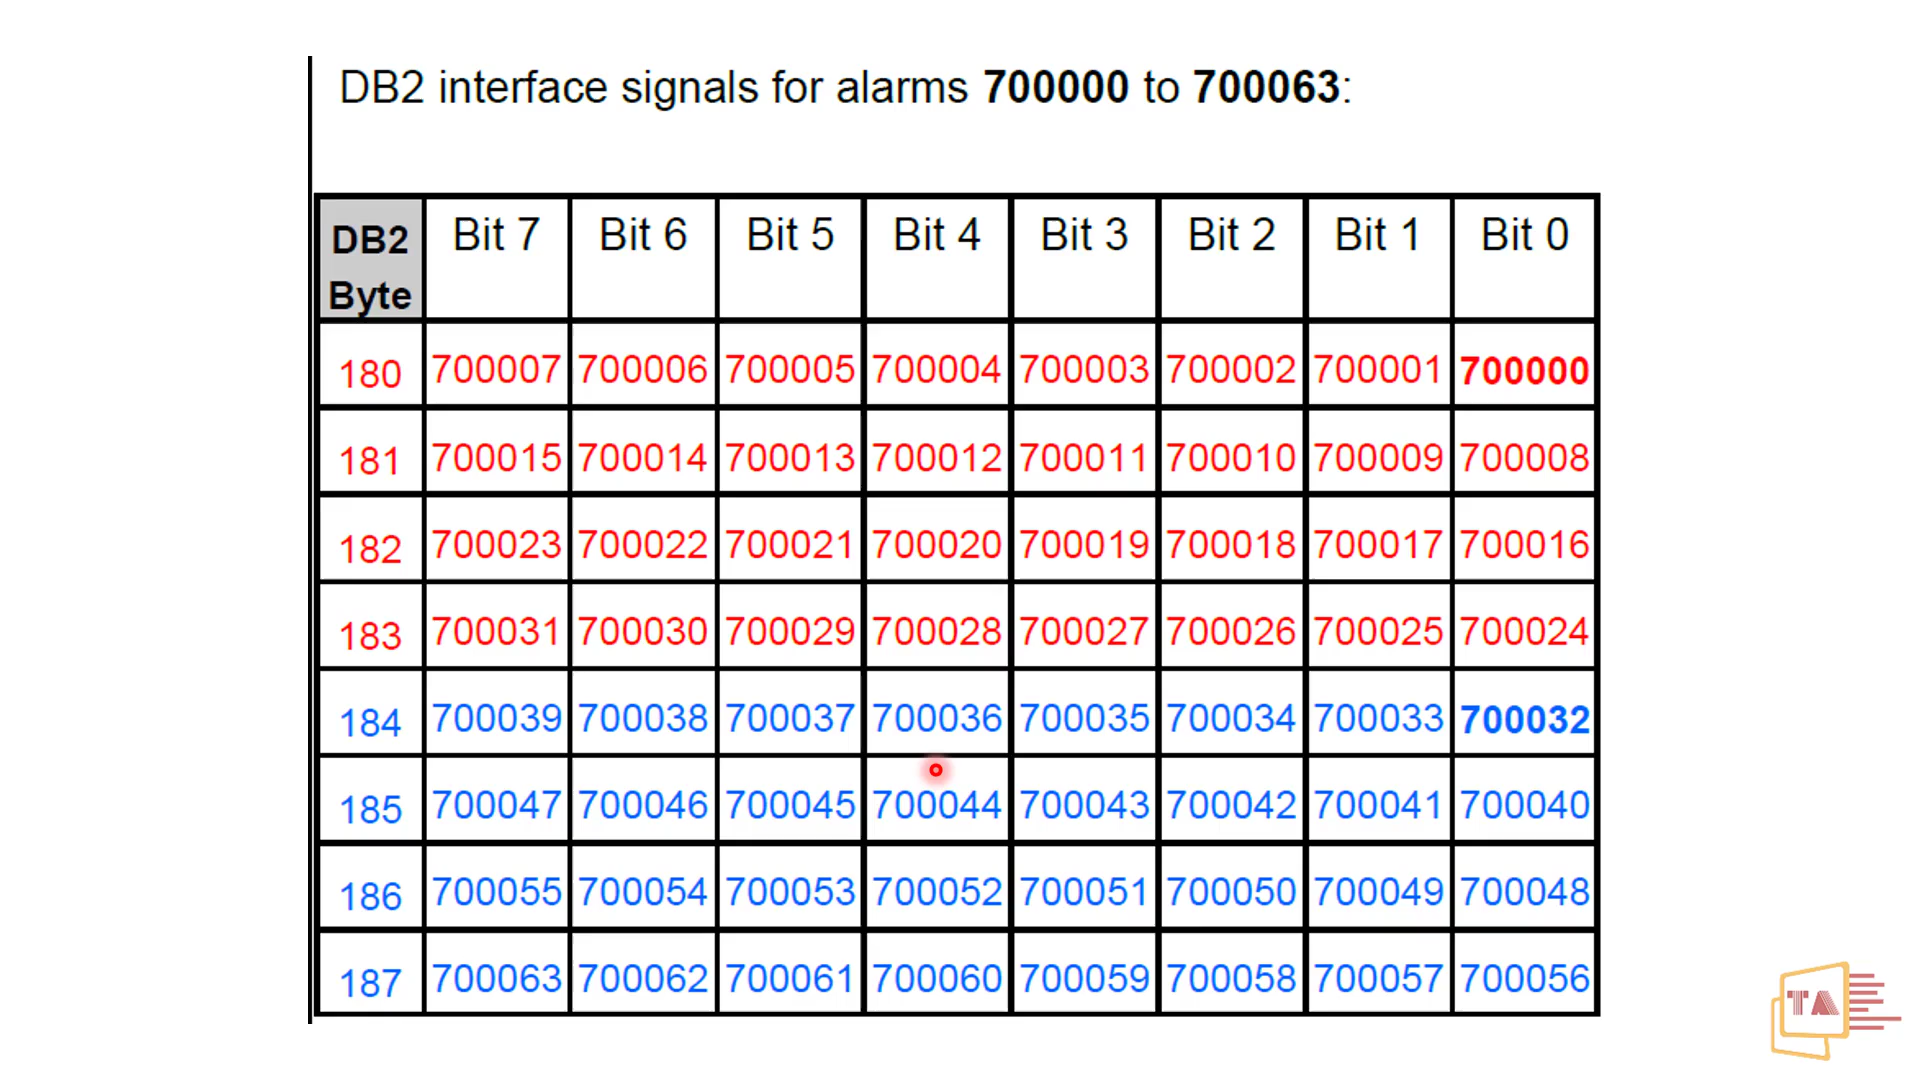 DB2 interface signals for alarms 700000 to 700063:
DB2 Byte Bit 7 Bit 6 Bit 5 Bit 4 Bit 3 Bit 2 Bit 1 Bit 0
180 700007 700006 700005 700004 700003 700002 700001 700000
181 700015 700014 700013 700012 700011 700010 700009 700008
182 700023 700022 700021 700020 700019 700018 700017 700016
183 700031 700030 700029 700028 700027 700026 700025 700024
184 700039 700038 700037 700036 700035 700034 700033 700032
185 700047 700046 700045 700044 700043 700042 700041 700040
186 700055 700054 700053 700052 700051 700050 700049 700048
187 700063 700062 700061 700060 700059 700058 700057 700056
TA